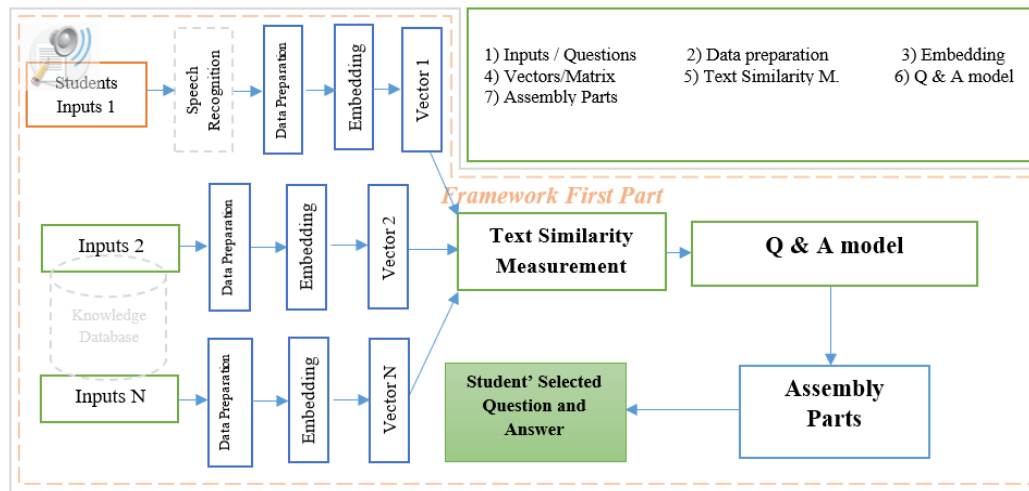 1) Inputs / Questions 2) Data preparation 3) Embedding
4) Vectors/Matrix 5) Text Similarity M. 6) Q & A model
7) Assembly Parts
Students
Inputs 1
Speech
Recognition
Data Preparation
Embedding
Vector 1
Framework First Part
Inputs 2
Data Preparation
Embedding
Vector 2
Text Similarity
Measurement
Q & A model
Knowledge
Database
Inputs N
Data Preparation
Embedding
Vector N
Student’ Selected
Question and
Answer
Assembly
Parts